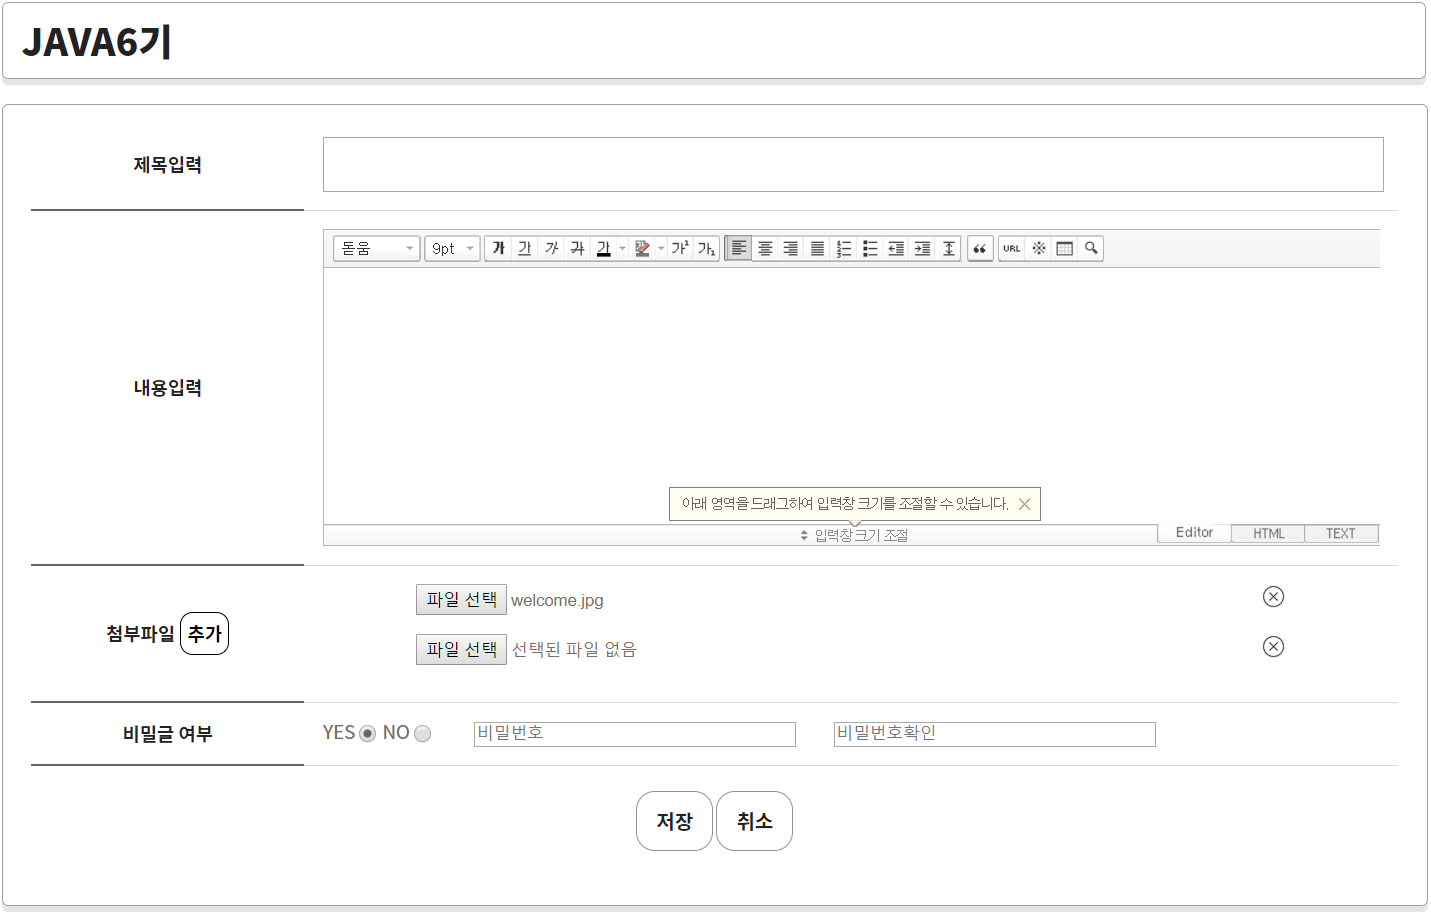 JAVA6기
제목입력
돋움 9pt 가 가 가 가 가 가¹ 가₁ URL
내용입력
아래 영역을 드래그하여 입력창 크기를 조절할 수 있습니다.
입력창 크기 조절 Editor HTML TEXT
파일 선택 welcome.jpg
첨부파일 추가
파일 선택 선택된 파일 없음
비밀글 여부 YES NO 비밀번호 비밀번호확인
저장 취소